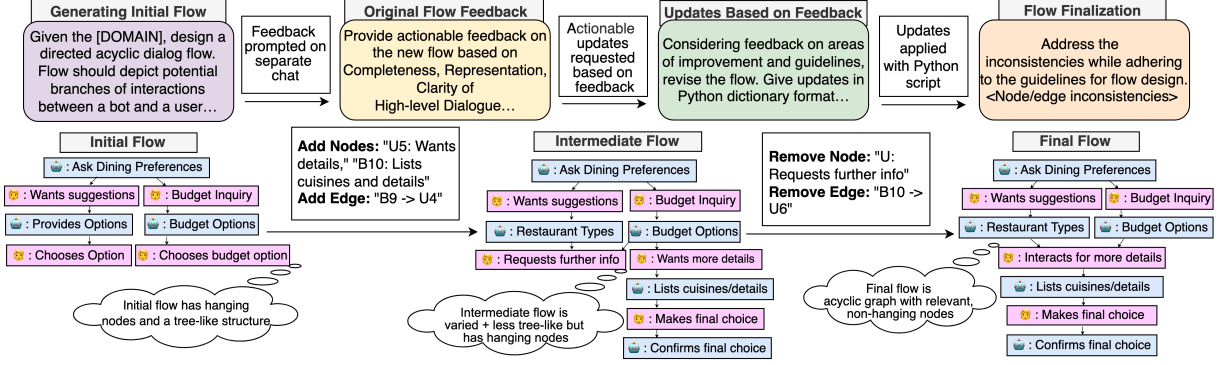 Generating Initial Flow
Given the [DOMAIN], design a
directed acyclic dialog flow.
Flow should depict potential
branches of interactions
between a bot and a user…
Feedback
prompted on
separate
chat
Original Flow Feedback
Provide actionable feedback on
the new flow based on
Completeness, Representation,
Clarity of
High-level Dialogue…
Actionable
updates
requested
based on
feedback
Updates Based on Feedback
Considering feedback on areas
of improvement and guidelines,
revise the flow. Give updates in
Python dictionary format…
Updates
applied
with Python
script
Flow Finalization
Address the
inconsistencies while adhering
to the guidelines for flow design.
<Node/edge inconsistencies>
Initial Flow
: Ask Dining Preferences
: Wants suggestions
: Budget Inquiry
: Provides Options
: Budget Options
: Chooses Option
: Chooses budget option
Initial flow has hanging
nodes and a tree-like structure
Add Nodes: "U5: Wants
details," "B10: Lists
cuisines and details"
Add Edge: "B9 -> U4"
Intermediate Flow
: Ask Dining Preferences
: Wants suggestions
: Budget Inquiry
: Restaurant Types
: Budget Options
: Requests further info
: Wants more details
: Lists cuisines/details
: Makes final choice
: Confirms final choice
Intermediate flow is
varied + less tree-like but
has hanging nodes
Remove Node: "U:
Requests further info"
Remove Edge: "B10 ->
U6"
Final Flow
: Ask Dining Preferences
: Wants suggestions
: Budget Inquiry
: Restaurant Types
: Budget Options
: Interacts for more details
: Lists cuisines/details
: Makes final choice
: Confirms final choice
Final flow is
acyclic graph with relevant,
non-hanging nodes